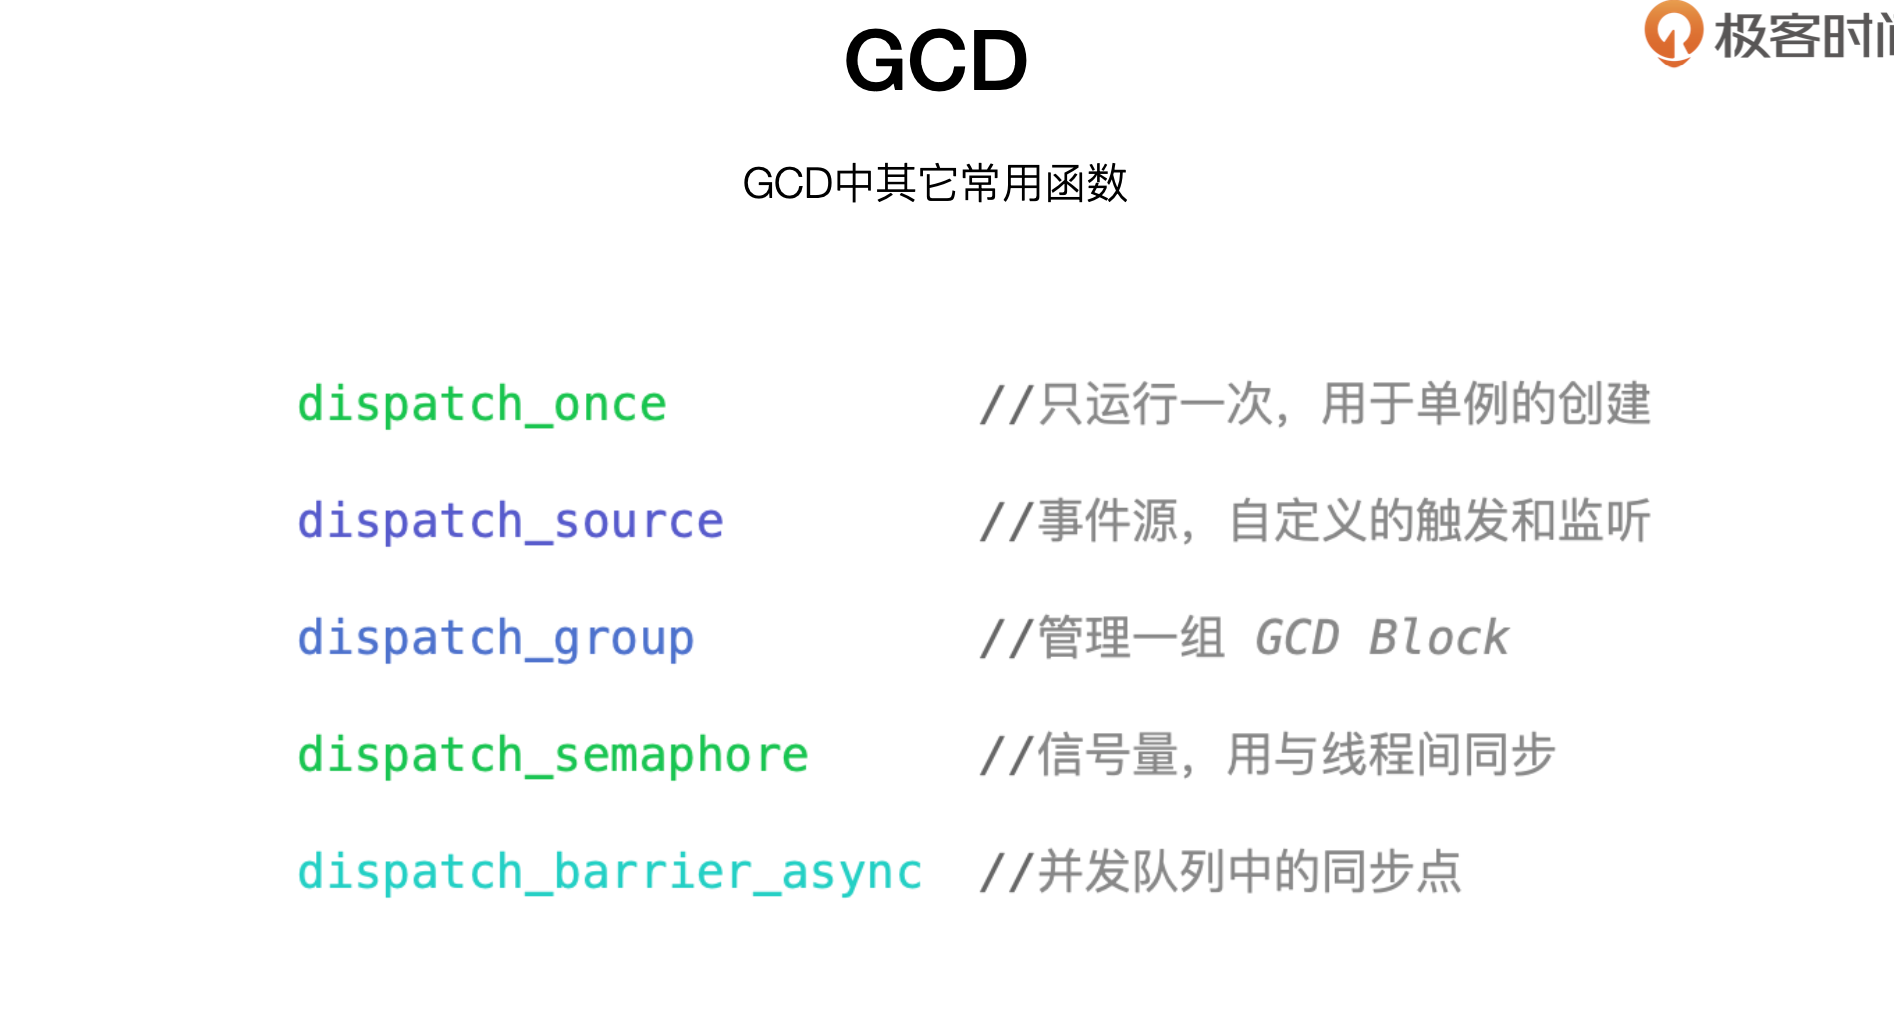 GCD
极客时间
GCD中其它常用函数
dispatch_once //只运行一次，用于单例的创建
dispatch_source //事件源，自定义的触发和监听
dispatch_group //管理一组 GCD Block
dispatch_semaphore //信号量，用与线程间同步
dispatch_barrier_async //并发队列中的同步点